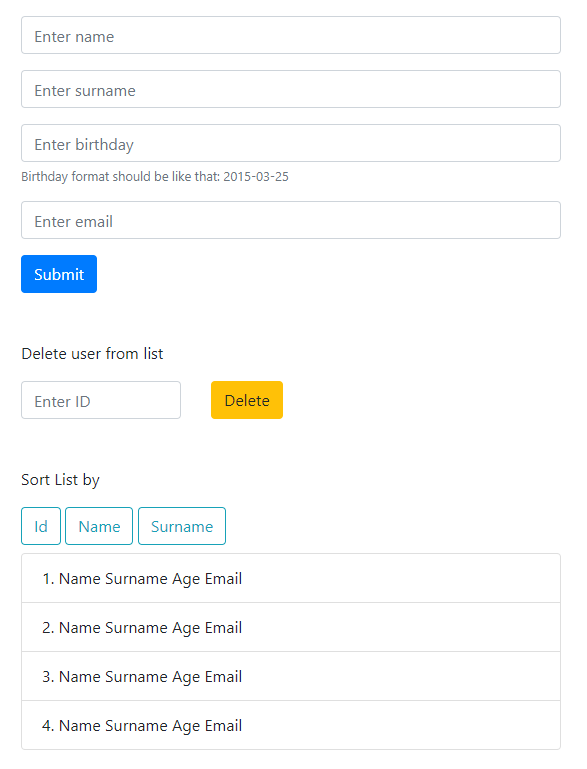 Enter name
Enter surname
Enter birthday
Birthday format should be like that: 2015-03-25
Enter email
Submit
Delete user from list
Enter ID Delete
Sort List by
Id Name Surname
1. Name Surname Age Email
2. Name Surname Age Email
3. Name Surname Age Email
4. Name Surname Age Email